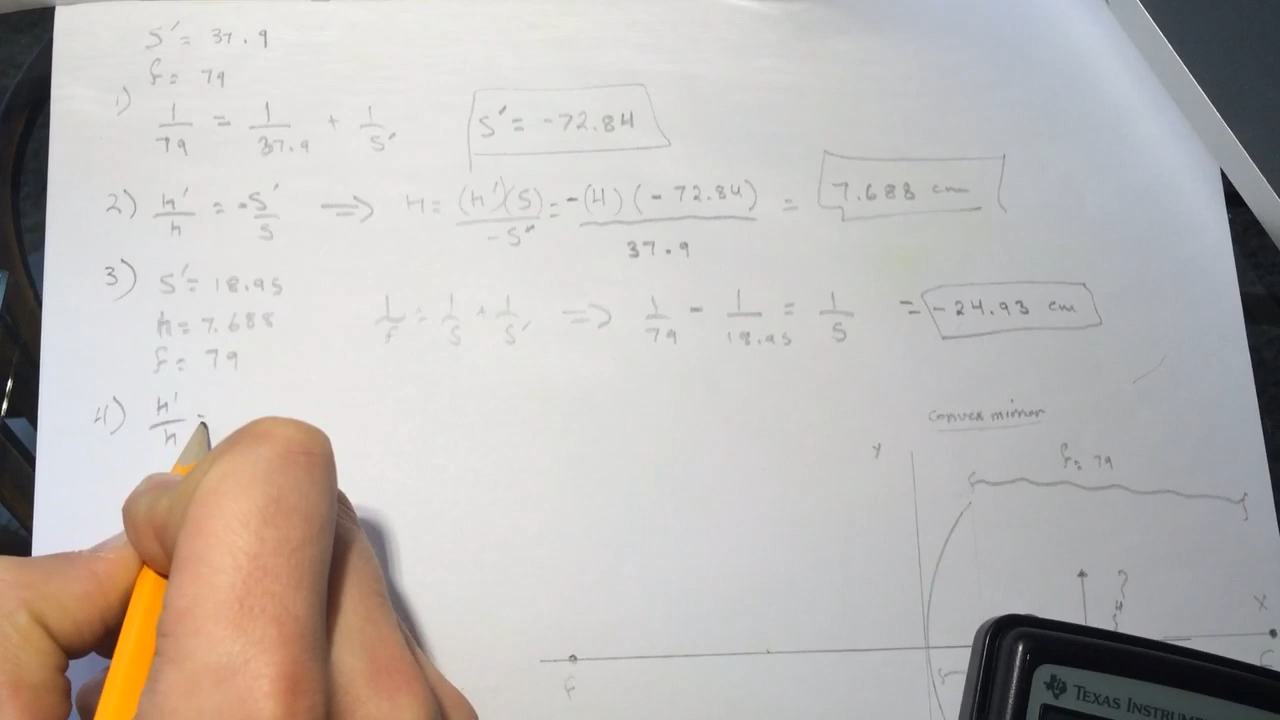 S' = 37.9
f = 79
1) 1/79 = 1/37.9 + 1/S' S' = -72.84
2) h'/h = -S'/S ⟹ H = (h')(S)/-S' = -(4)(-72.84)/37.9 = 7.688 cm
3) S' = 18.95
h = 7.688
f = 79
1/f = 1/S + 1/S' ⟹ 1/79 - 1/18.95 = 1/S = -24.93 cm
4) h'/h =
convex mirror
Y
f = 79
X
f
TEXAS INSTRUM